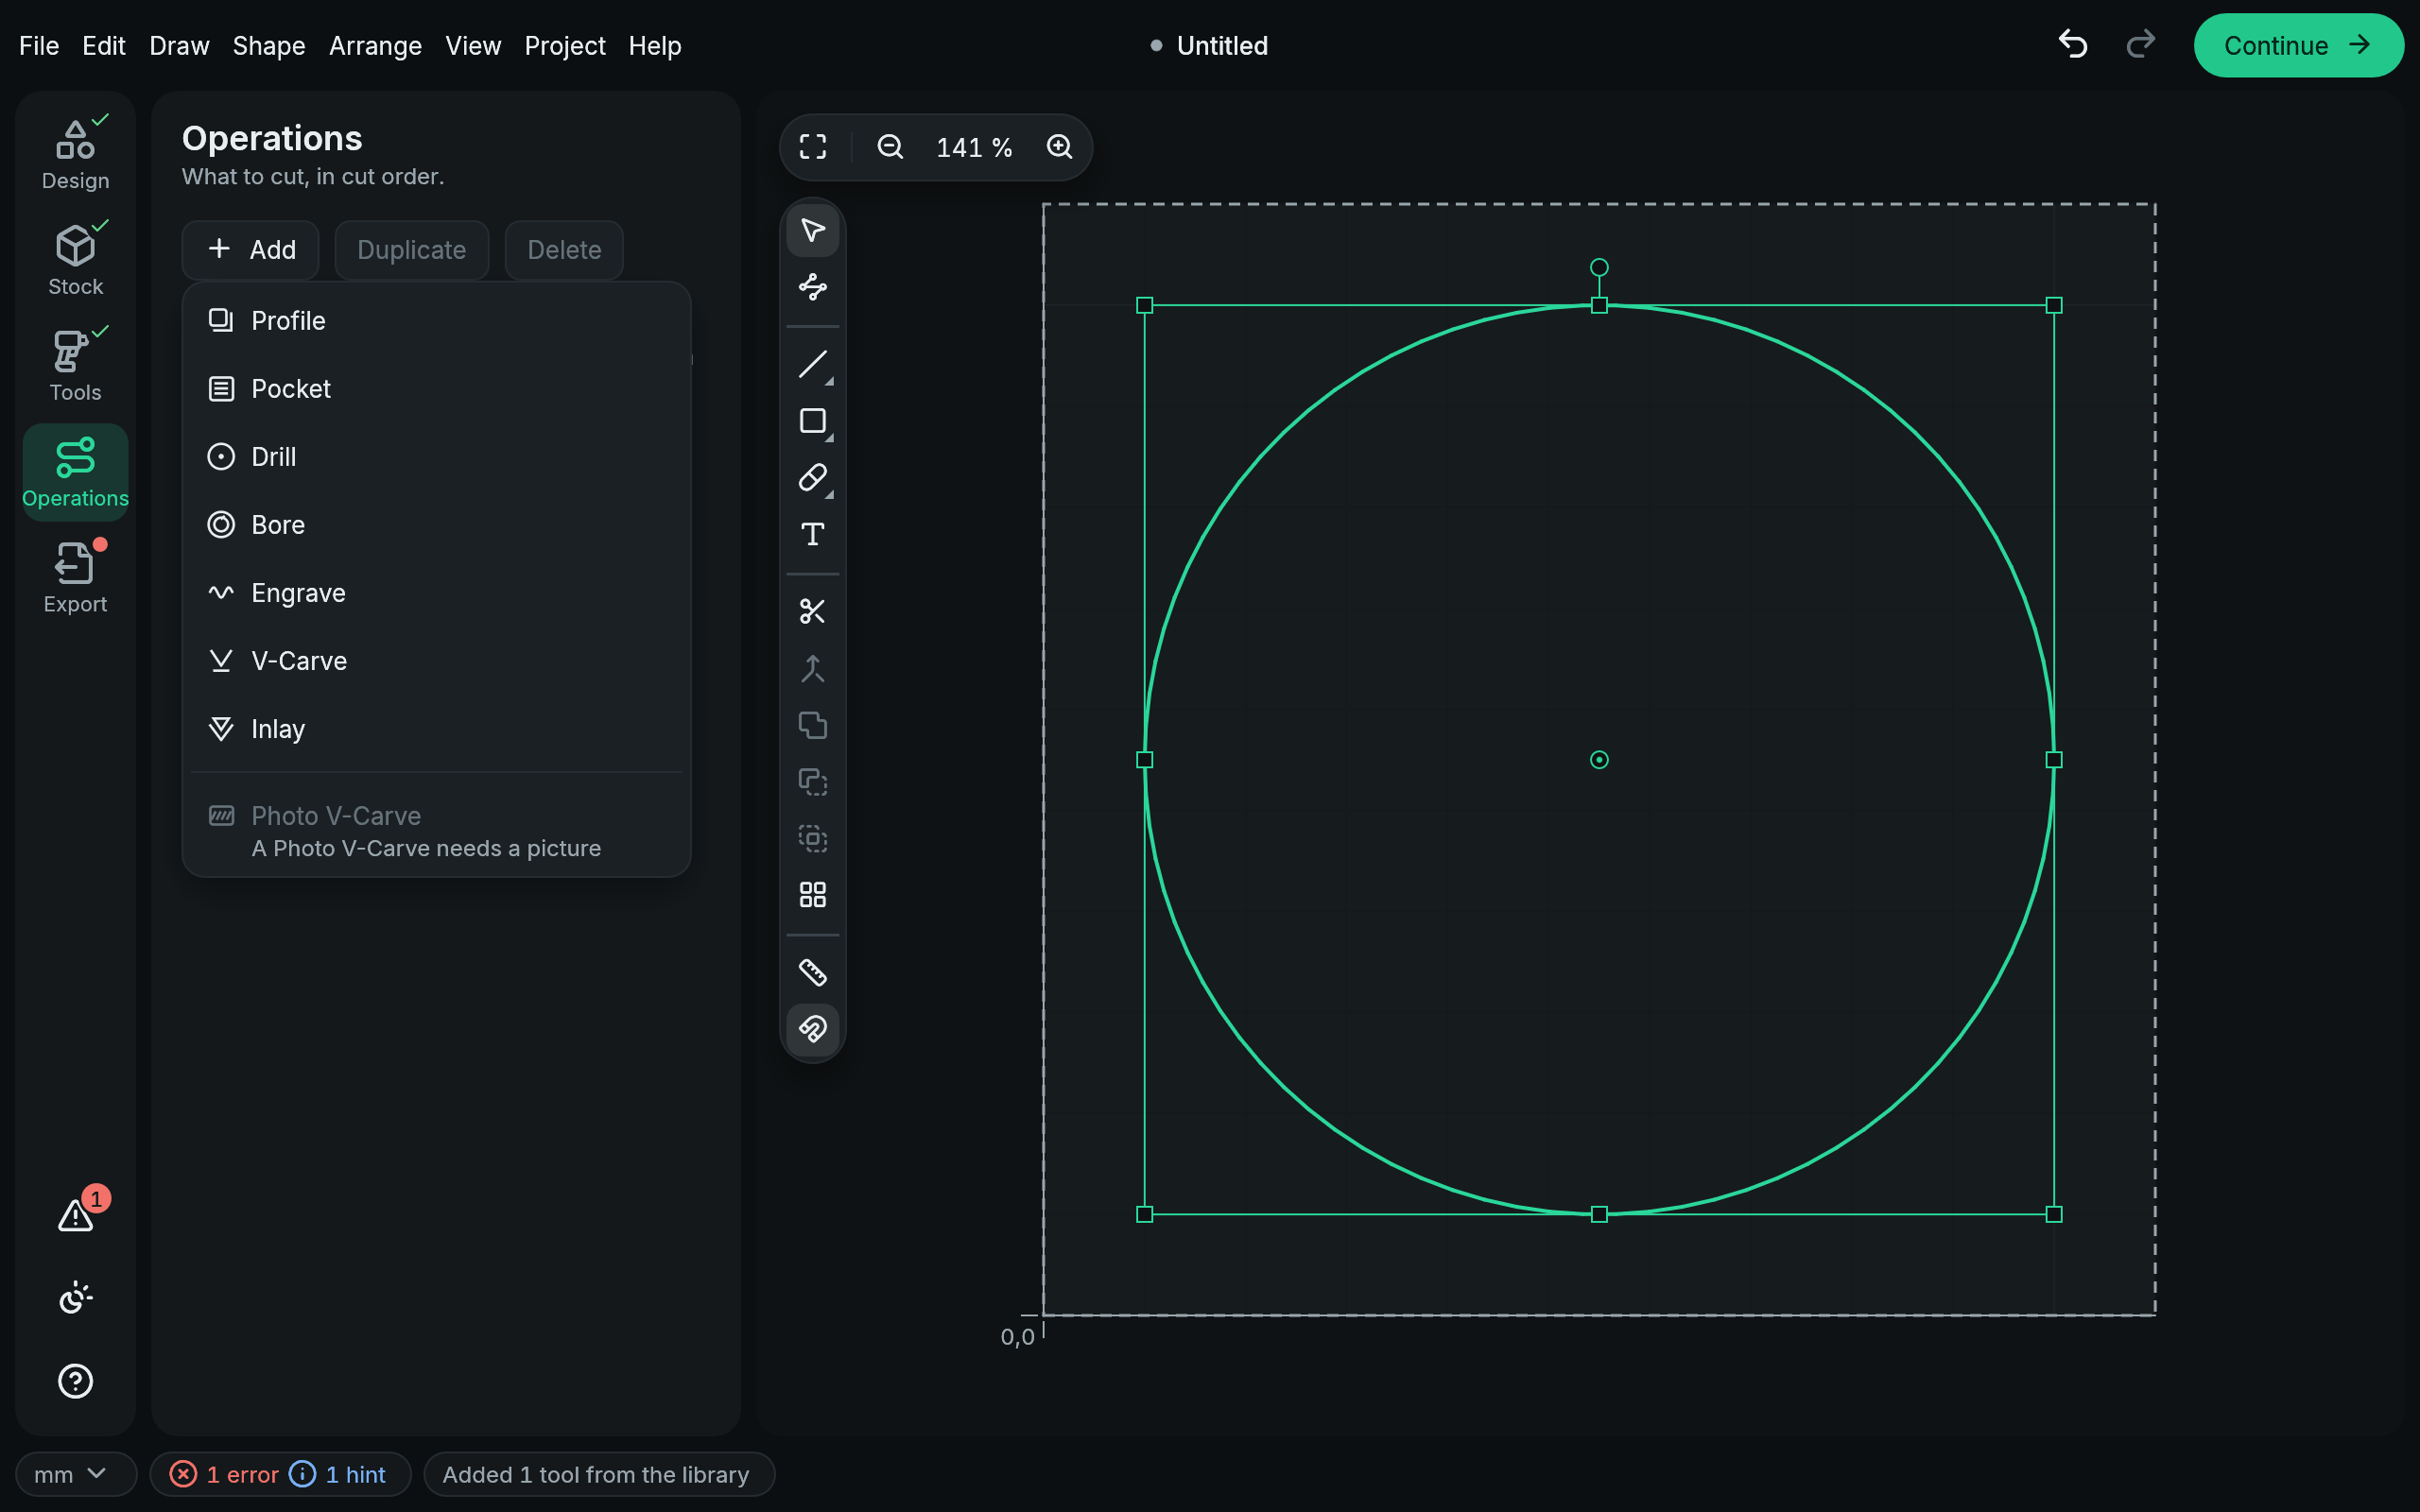 File Edit Draw Shape Arrange View Project Help
Untitled
Continue
Design
Stock
Tools
Operations
Export
1
Operations
What to cut, in cut order.
Add Duplicate Delete
Profile
Pocket
Drill
Bore
Engrave
V-Carve
Inlay
Photo V-Carve
A Photo V-Carve needs a picture
141 %
0,0
mm
1 error 1 hint
Added 1 tool from the library